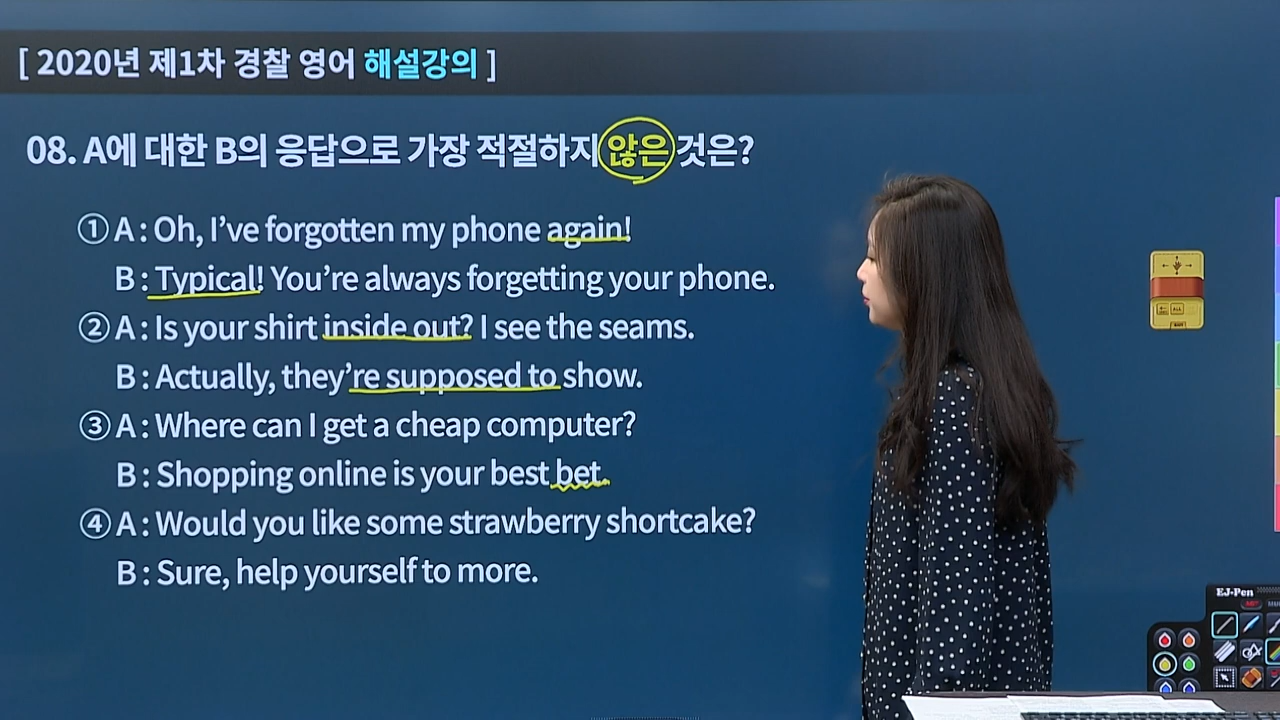 [ 2020년 제1차 경찰 영어 해설강의 ]
08. A에 대한 B의 응답으로 가장 적절하지 않은 것은?
① A : Oh, I’ve forgotten my phone again!
B : Typical! You’re always forgetting your phone.
② A : Is your shirt inside out? I see the seams.
B : Actually, they’re supposed to show.
③ A : Where can I get a cheap computer?
B : Shopping online is your best bet.
④ A : Would you like some strawberry shortcake?
B : Sure, help yourself to more.
EJ-Pen